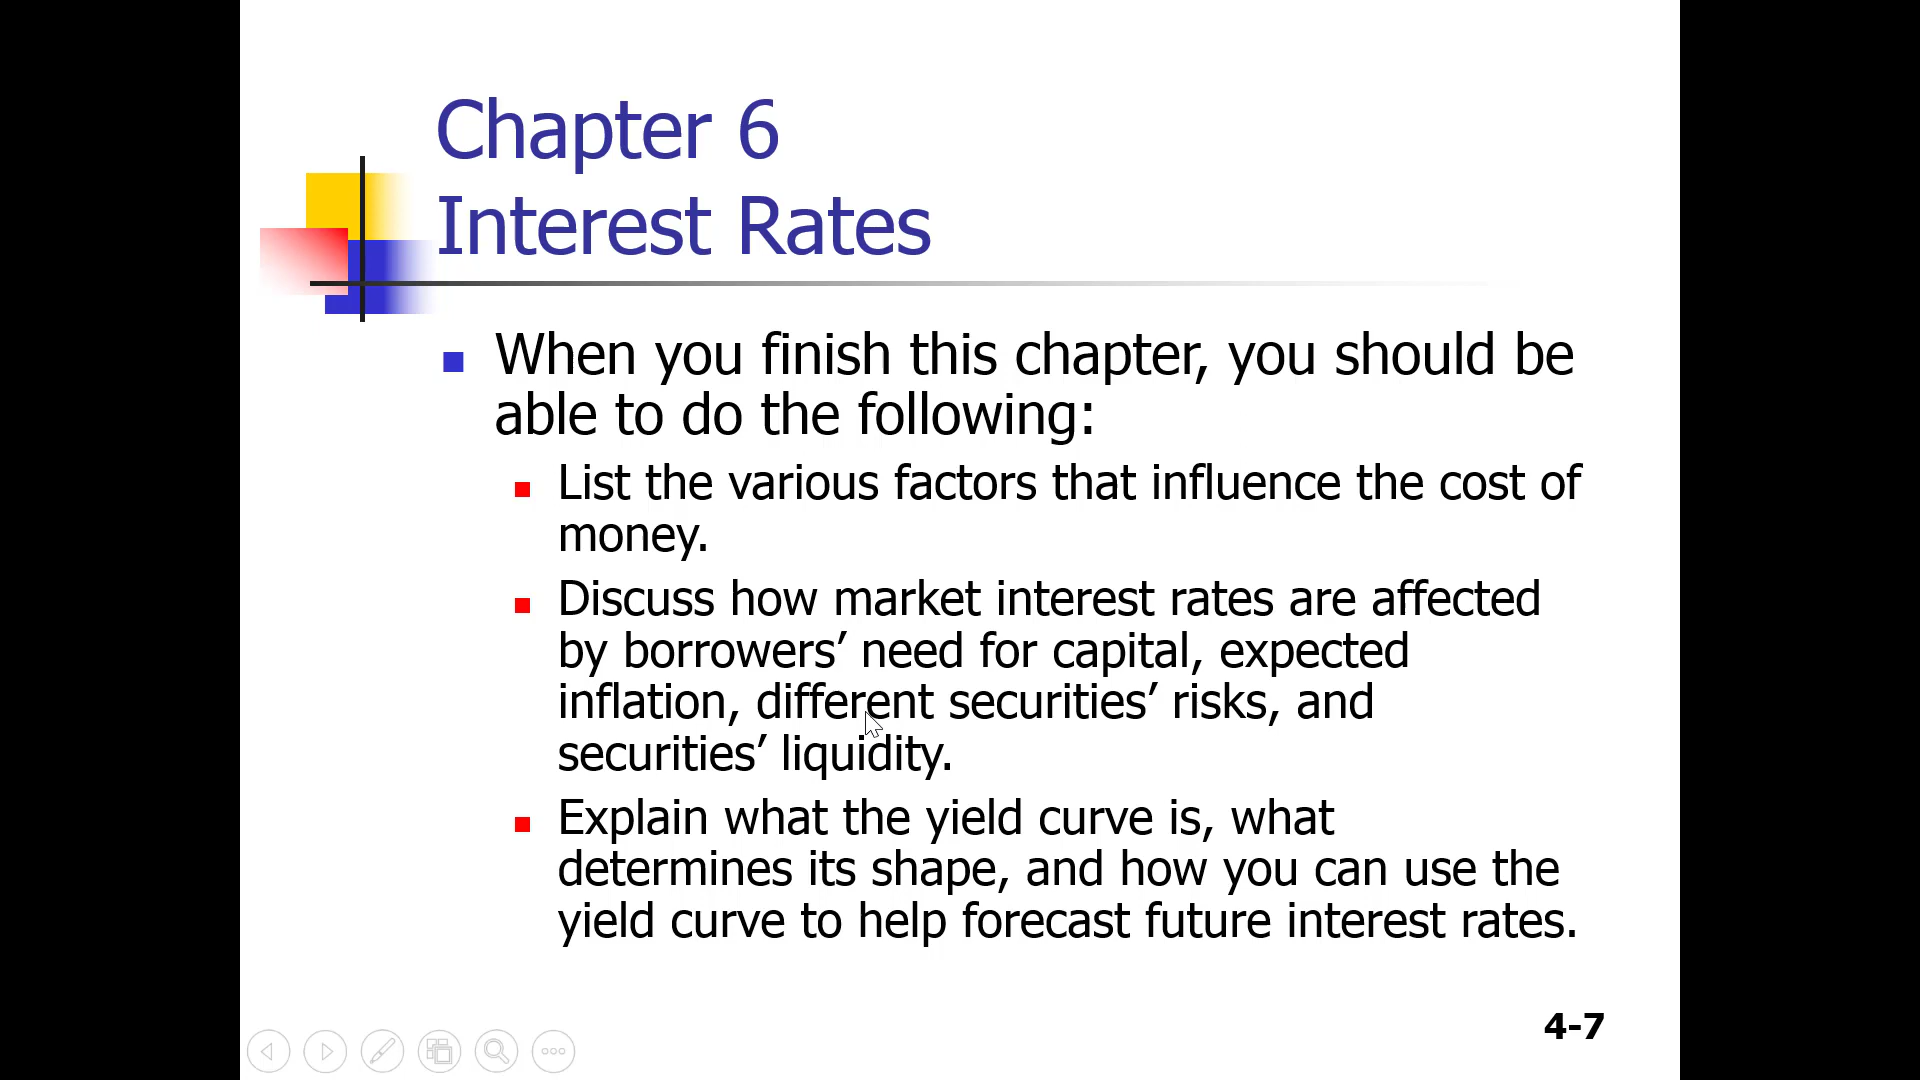 Chapter 6
Interest Rates
When you finish this chapter, you should be
able to do the following:
List the various factors that influence the cost of
money.
Discuss how market interest rates are affected
by borrowers’ need for capital, expected
inflation, different securities’ risks, and
securities’ liquidity.
Explain what the yield curve is, what
determines its shape, and how you can use the
yield curve to help forecast future interest rates.
4-7